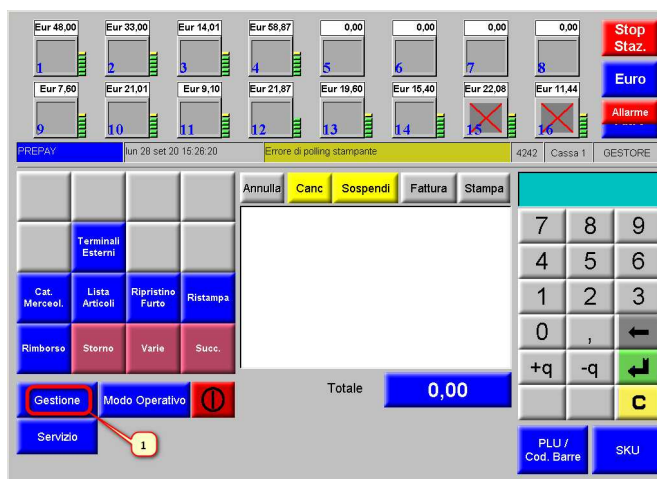 Eur 48,00 Eur 33,00 Eur 14,01 Eur 58,87 0,00 0,00 0,00 0,00 Stop Staz.
1 2 3 4 5 6 7 8
Eur 7,60 Eur 21,01 Eur 9,10 Eur 21,87 Eur 19,60 Eur 15,40 Eur 22,08 Eur 11,44 Euro
9 10 11 12 13 14 15 16 Allarme
PREPAY lun 28 set 20 15:26:20 Errore di polling stampante 4242 Cassa 1 GESTORE
Annulla Canc Sospendi Fattura Stampa
Terminali Esterni
Cat. Merceol. Lista Articoli Ripristino Furto Ristampa
Rimborso Storno Varie Succ.
7 8 9
4 5 6
1 2 3
0 ,
+q -q
C
Totale 0,00
Gestione Modo Operativo
Servizio 1
PLU / Cod. Barre SKU